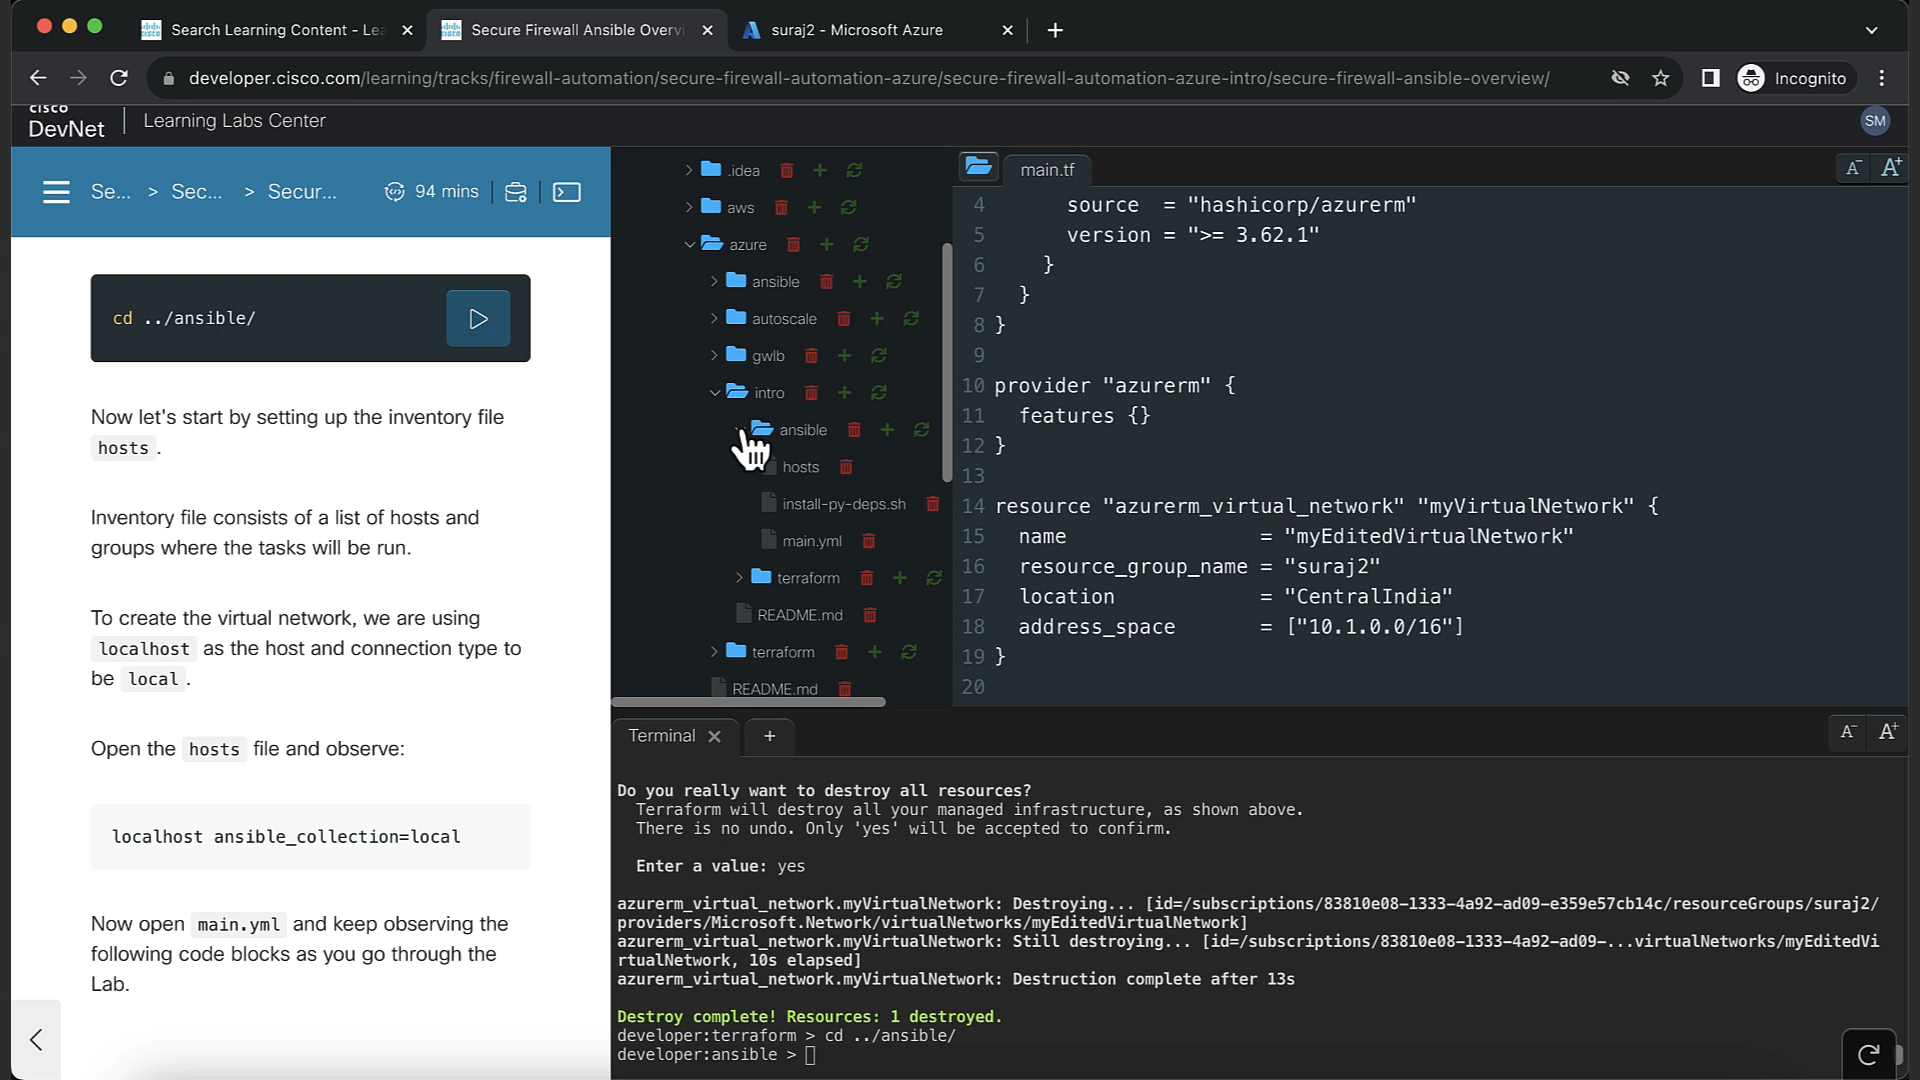 Search Learning Content - Lea
Secure Firewall Ansible Overvi
suraj2 - Microsoft Azure
developer.cisco.com/learning/tracks/firewall-automation/secure-firewall-automation-azure/secure-firewall-automation-azure-intro/secure-firewall-ansible-overview/
Incognito
cisco
DevNet
Learning Labs Center
SM
Se... > Sec... > Secur...
94 mins
cd ../ansible/
Now let's start by setting up the inventory file
hosts .
Inventory file consists of a list of hosts and
groups where the tasks will be run.
To create the virtual network, we are using
localhost as the host and connection type to
be local .
Open the hosts file and observe:
localhost ansible_collection=local
Now open main.yml and keep observing the
following code blocks as you go through the
Lab.
.idea
aws
azure
ansible
autoscale
gwlb
intro
ansible
hosts
install-py-deps.sh
main.yml
terraform
README.md
terraform
README.md
main.tf
A- A+
4 source = "hashicorp/azurerm"
5 version = ">= 3.62.1"
6 }
7 }
8 }
9
10 provider "azurerm" {
11 features {}
12 }
13
14 resource "azurerm_virtual_network" "myVirtualNetwork" {
15 name = "myEditedVirtualNetwork"
16 resource_group_name = "suraj2"
17 location = "CentralIndia"
18 address_space = ["10.1.0.0/16"]
19 }
20
Terminal
A- A+
Do you really want to destroy all resources?
Terraform will destroy all your managed infrastructure, as shown above.
There is no undo. Only 'yes' will be accepted to confirm.
Enter a value: yes
azurerm_virtual_network.myVirtualNetwork: Destroying... [id=/subscriptions/83810e08-1333-4a92-ad09-e359e57cb14c/resourceGroups/suraj2/
providers/Microsoft.Network/virtualNetworks/myEditedVirtualNetwork]
azurerm_virtual_network.myVirtualNetwork: Still destroying... [id=/subscriptions/83810e08-1333-4a92-ad09-...virtualNetworks/myEditedVi
rtualNetwork, 10s elapsed]
azurerm_virtual_network.myVirtualNetwork: Destruction complete after 13s
Destroy complete! Resources: 1 destroyed.
developer:terraform > cd ../ansible/
developer:ansible >